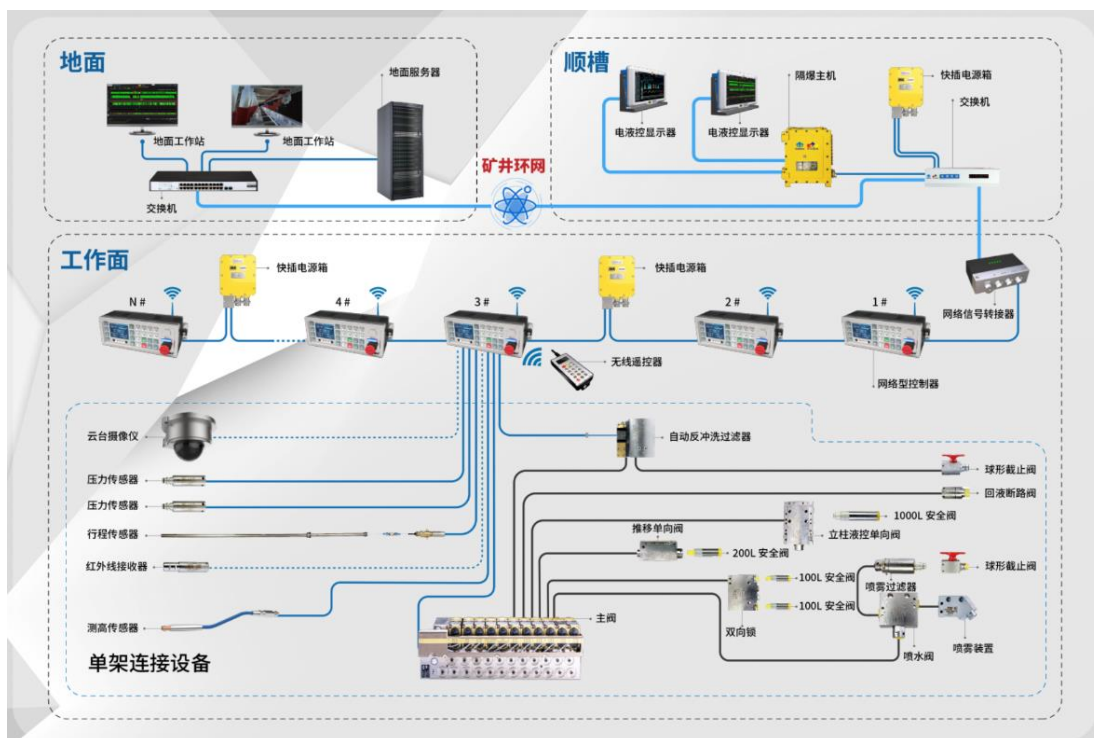 地面
地面服务器
地面工作站
地面工作站
交换机
矿井环网
顺槽
隔爆主机
快插电源箱
交换机
电液控显示器
电液控显示器
工作面
快插电源箱
快插电源箱
N #
4 #
3 #
2 #
1 #
网络信号转接器
无线遥控器
网络型控制器
云台摄像仪
自动反冲洗过滤器
球形截止阀
压力传感器
回液断路阀
压力传感器
1000L 安全阀
推移单向阀
立柱液控单向阀
行程传感器
200L 安全阀
红外线接收器
球形截止阀
100L 安全阀
喷雾过滤器
100L 安全阀
主阀
测高传感器
双向锁
喷水阀
喷雾装置
单架连接设备